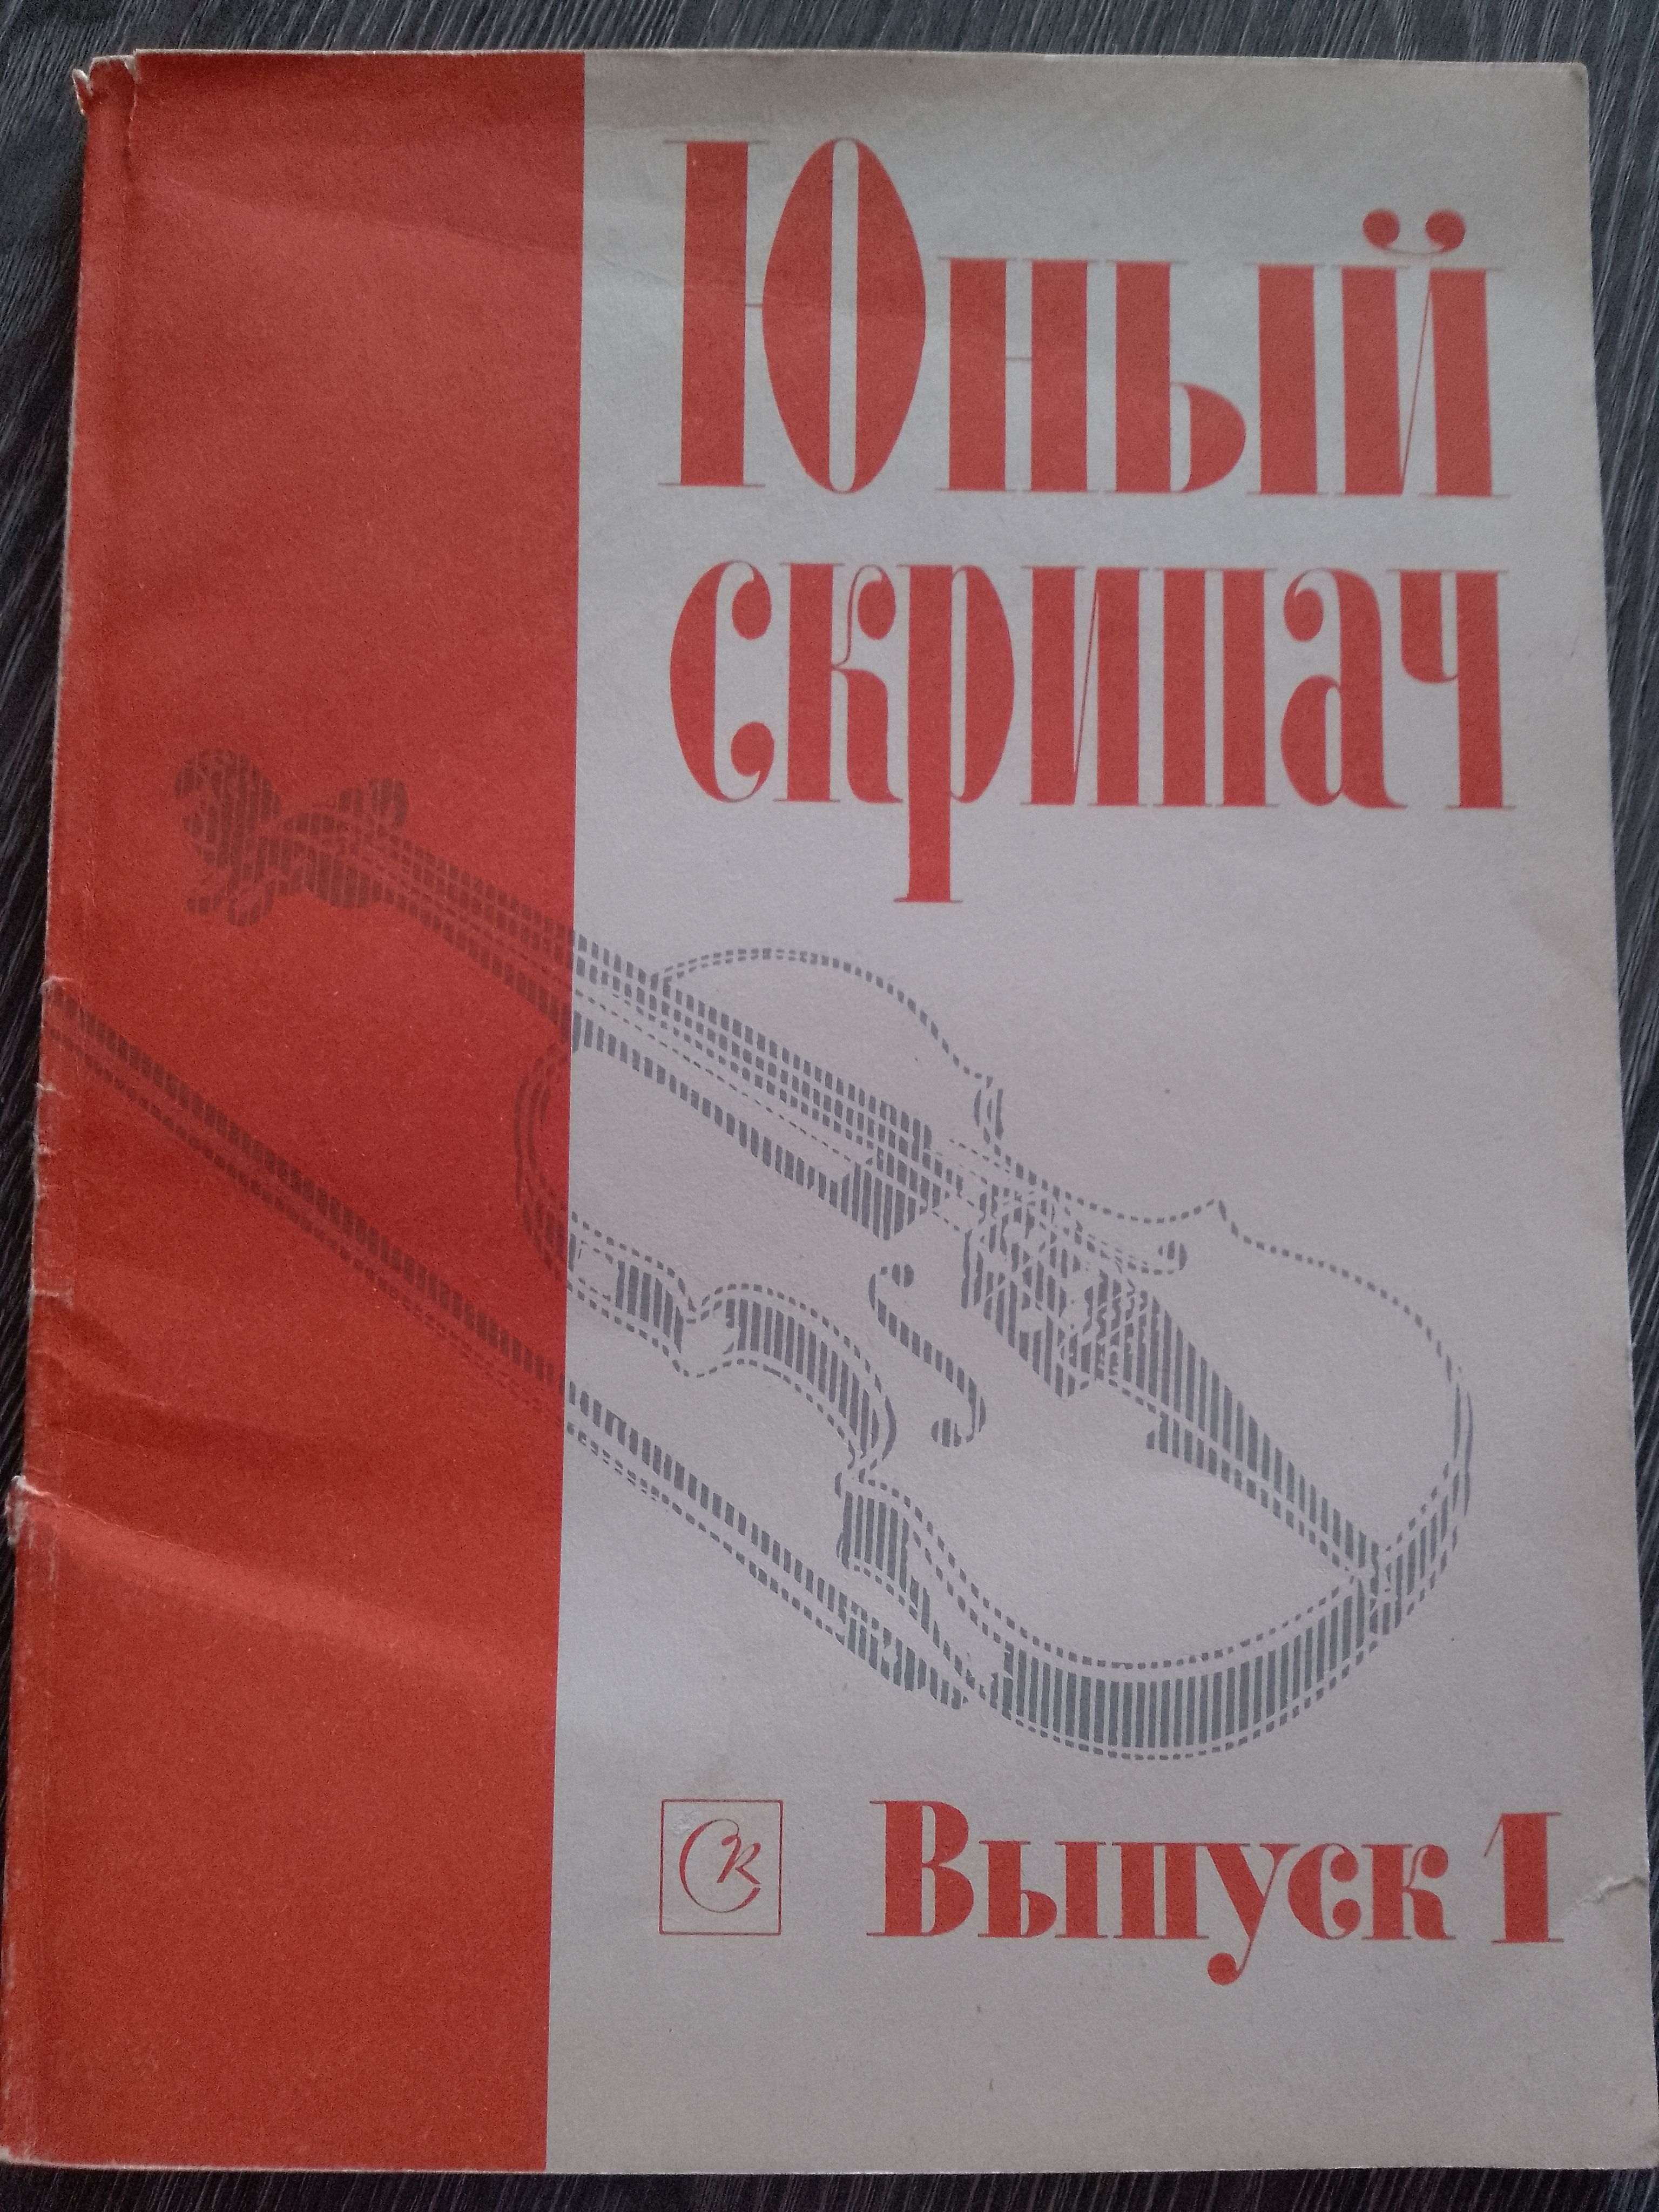 Юный
скрипач
СК
Выпуск 1